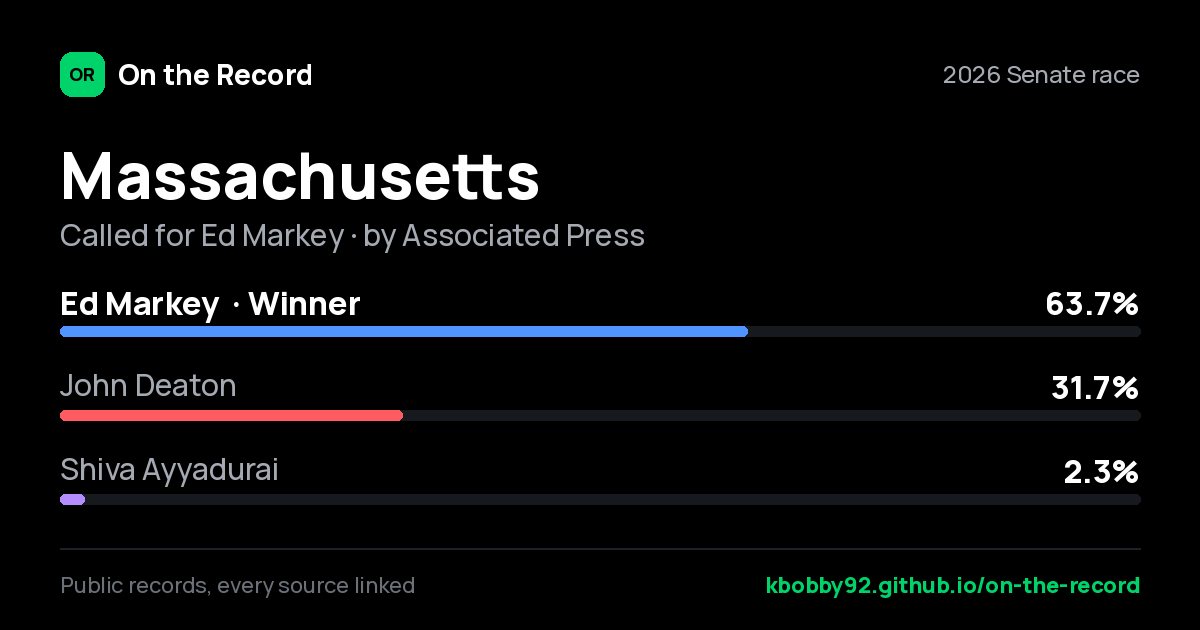 OR On the Record
2026 Senate race
Massachusetts
Called for Ed Markey · by Associated Press
Ed Markey · Winner 63.7%
John Deaton 31.7%
Shiva Ayyadurai 2.3%
Public records, every source linked
kbobby92.github.io/on-the-record